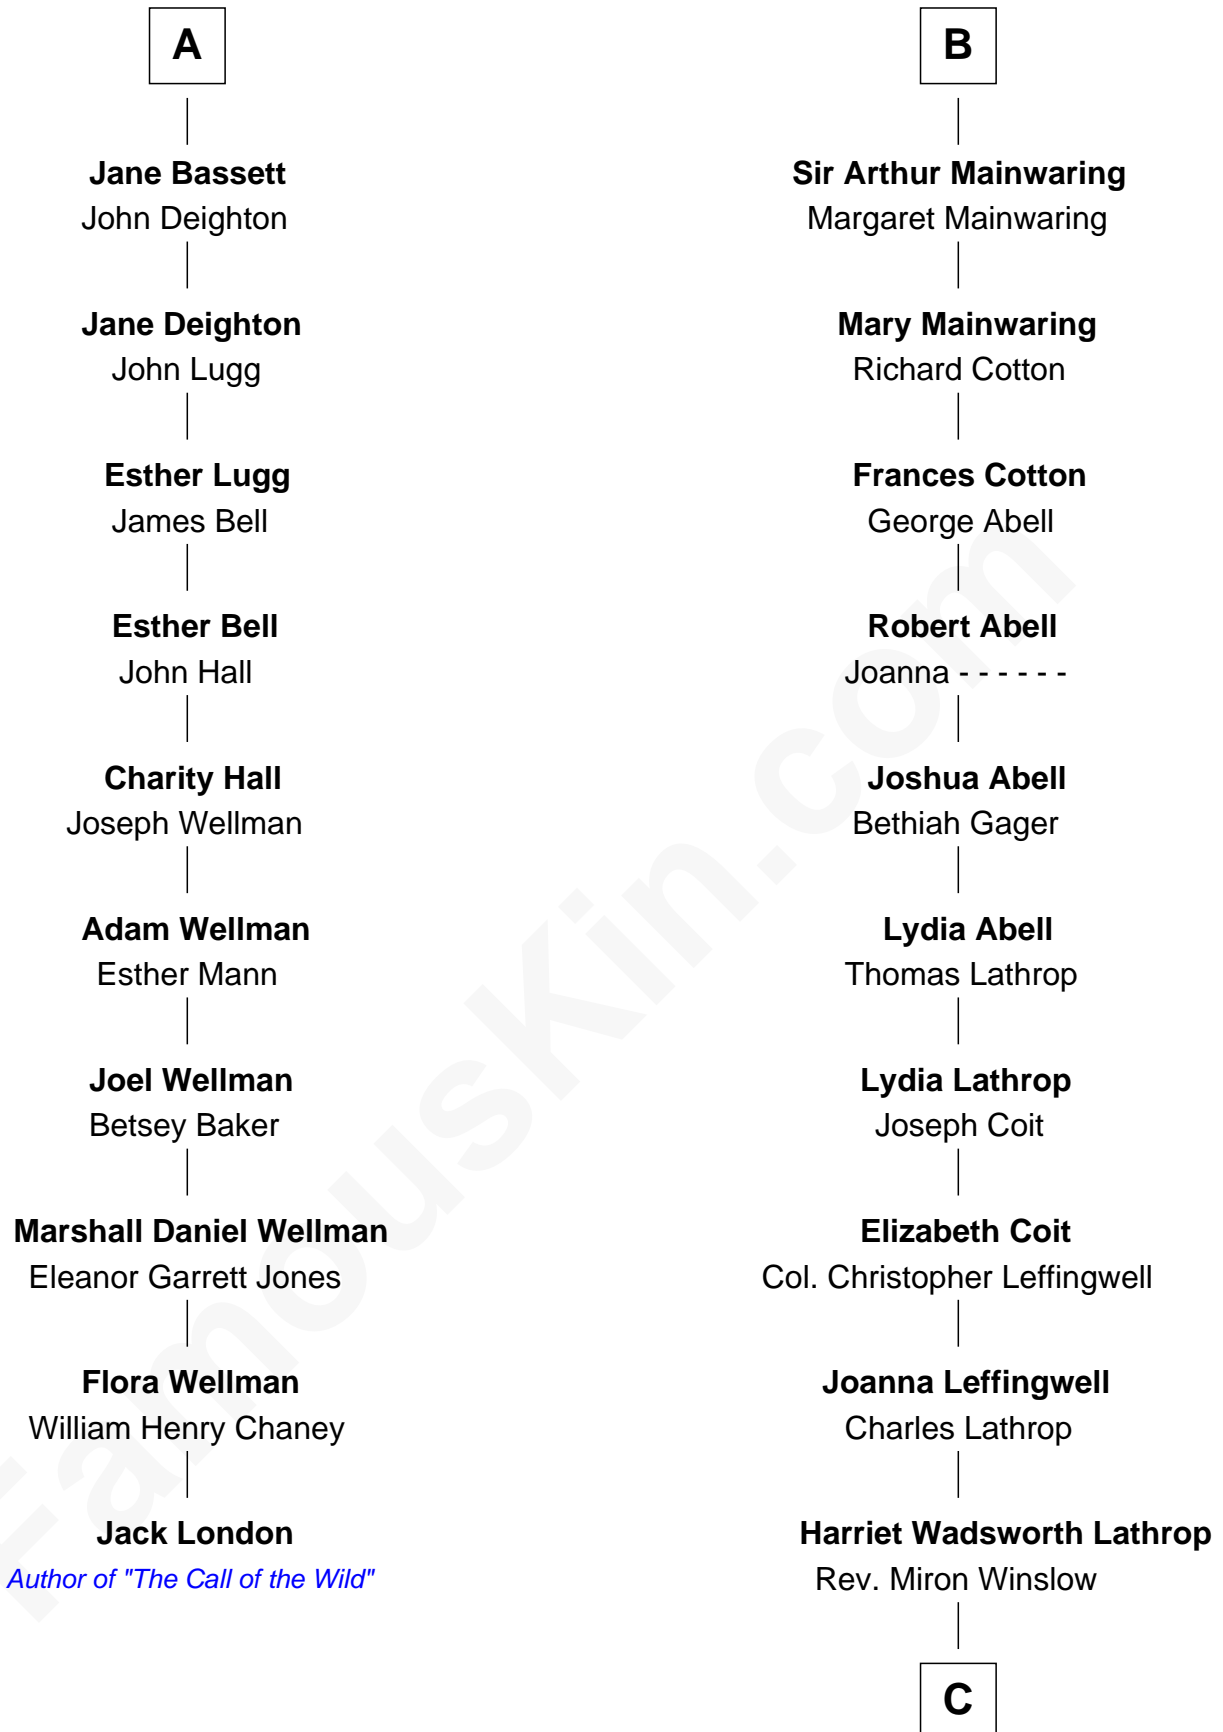 A
Jane Bassett
John Deighton
Jane Deighton
John Lugg
Esther Lugg
James Bell
Esther Bell
John Hall
Charity Hall
Joseph Wellman
Adam Wellman
Esther Mann
Joel Wellman
Betsey Baker
Marshall Daniel Wellman
Eleanor Garrett Jones
Flora Wellman
William Henry Chaney
Jack London
Author of "The Call of the Wild"
B
Sir Arthur Mainwaring
Margaret Mainwaring
Mary Mainwaring
Richard Cotton
Frances Cotton
George Abell
Robert Abell
Joanna - - - - - -
Joshua Abell
Bethiah Gager
Lydia Abell
Thomas Lathrop
Lydia Lathrop
Joseph Coit
Elizabeth Coit
Col. Christopher Leffingwell
Joanna Leffingwell
Charles Lathrop
Harriet Wadsworth Lathrop
Rev. Miron Winslow
C
FamousKin.com